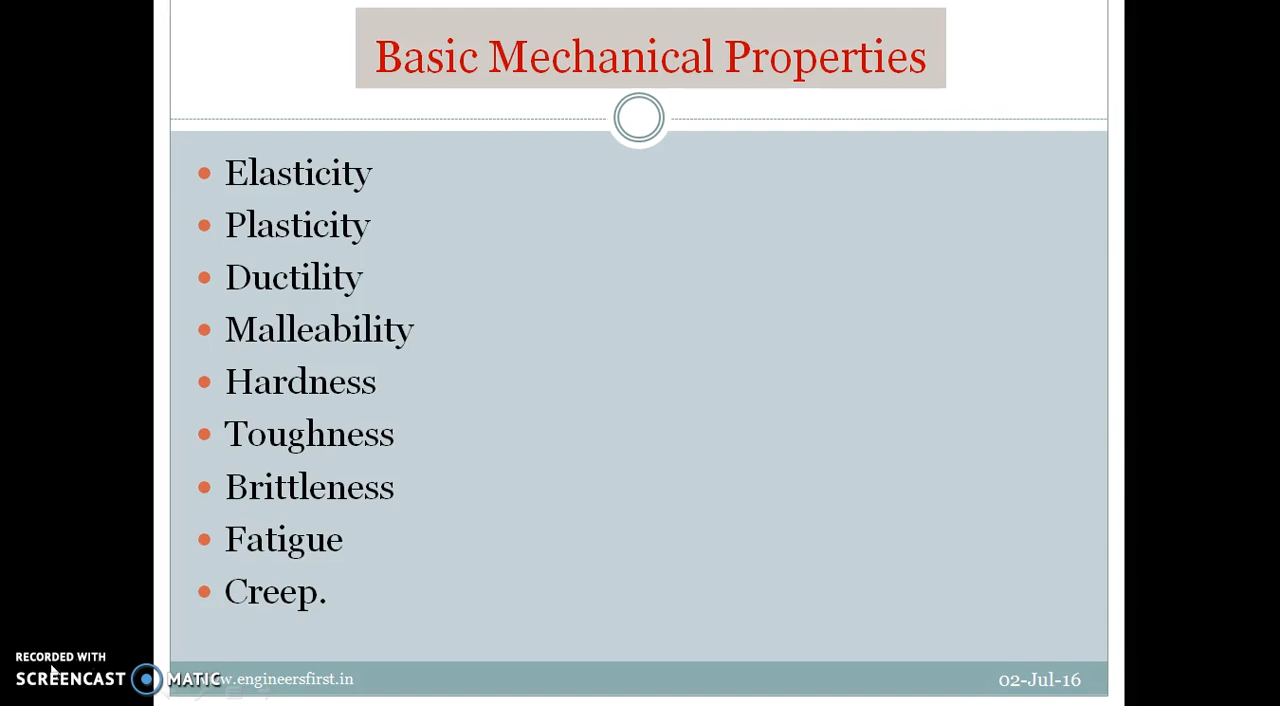 Basic Mechanical Properties
Elasticity
Plasticity
Ductility
Malleability
Hardness
Toughness
Brittleness
Fatigue
Creep.
RECORDED WITH
SCREENCAST MATIC
.engineersfirst.in
02-Jul-16